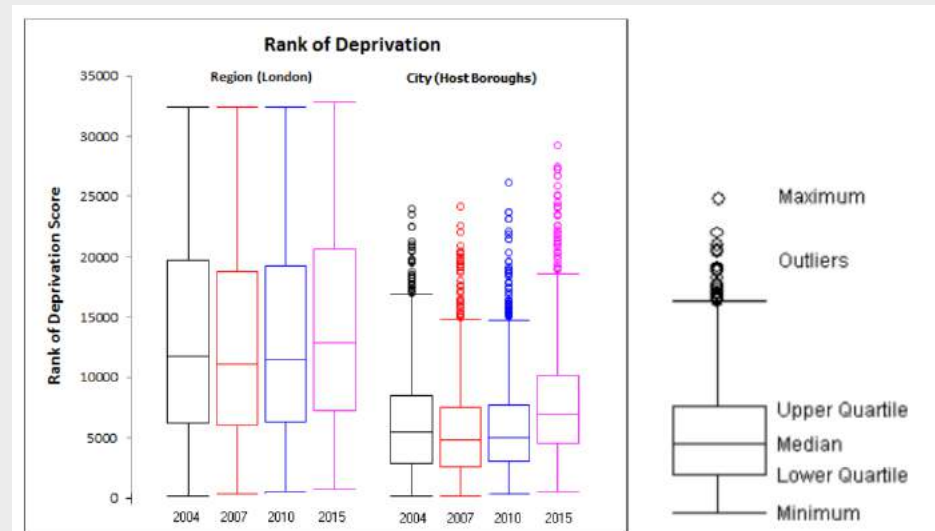 Rank of Deprivation
Region (London) City (Host Boroughs)
Rank of Deprivation Score
35000
30000
25000
20000
15000
10000
5000
0
2004 2007 2010 2015 2004 2007 2010 2015
Maximum
Outliers
Upper Quartile
Median
Lower Quartile
Minimum